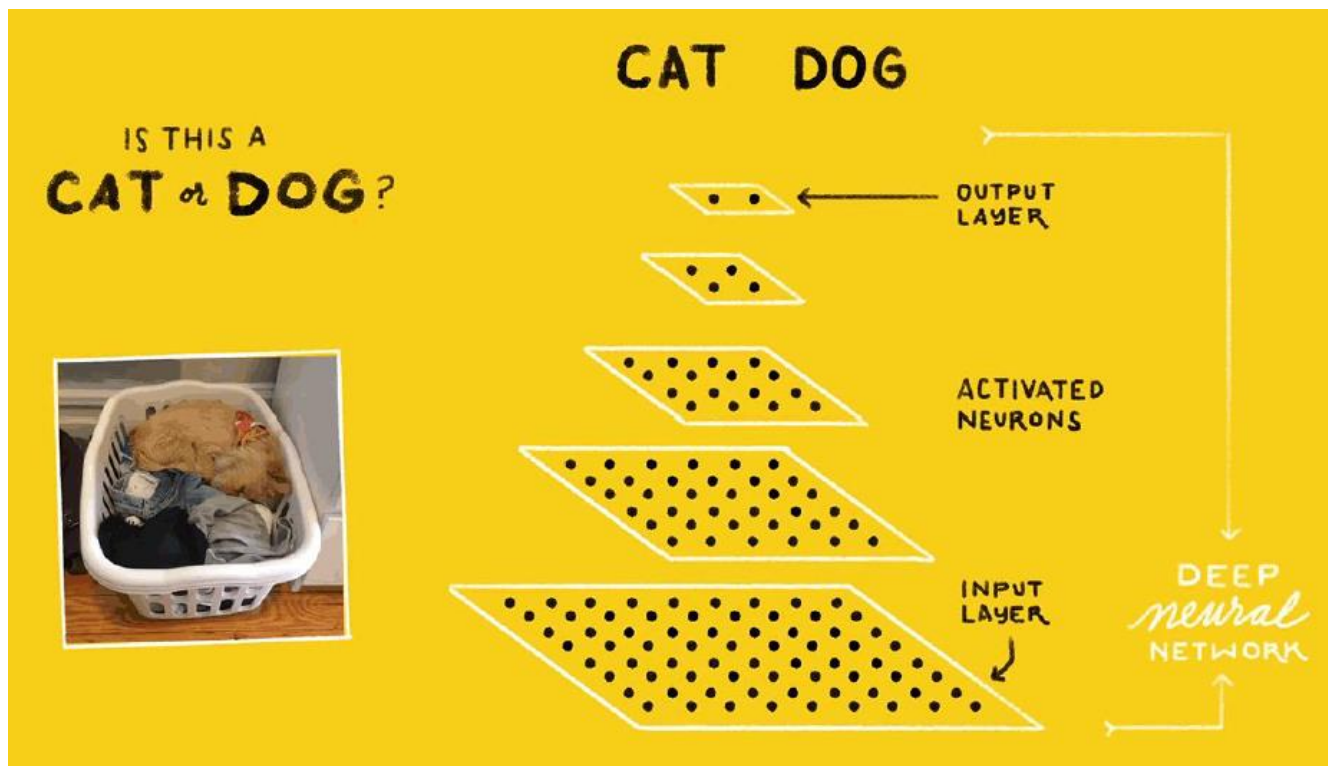 CAT DOG
IS THIS A
CAT or DOG?
OUTPUT
LAYER
ACTIVATED
NEURONS
INPUT
LAYER
DEEP
neural
NETWORK